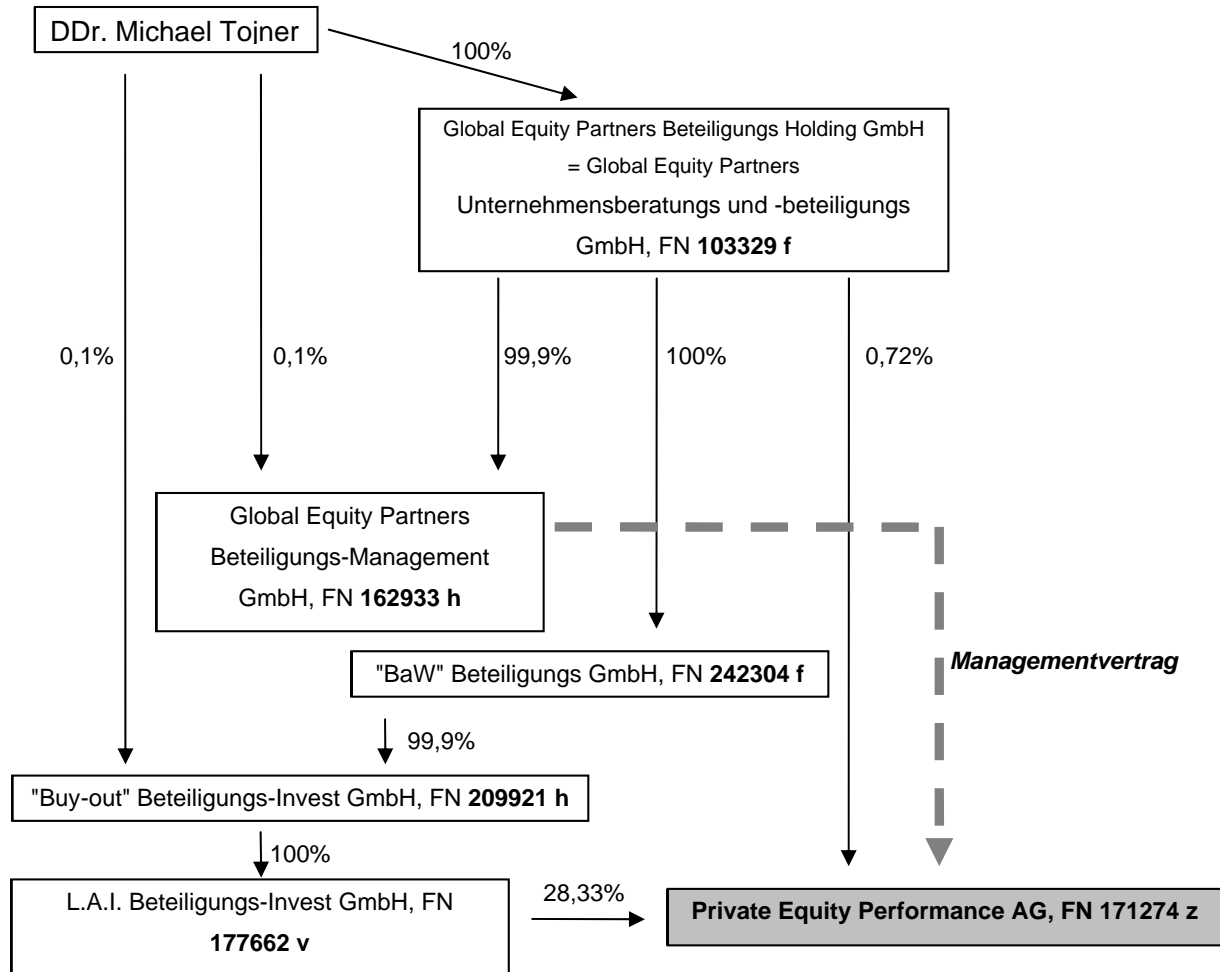 DDr. Michael Tojner
100%
Global Equity Partners Beteiligungs Holding GmbH
= Global Equity Partners
Unternehmensberatungs und -beteiligungs
GmbH, FN 103329 f
0,1%
0,1%
99,9%
100%
0,72%
Global Equity Partners
Beteiligungs-Management
GmbH, FN 162933 h
Managementvertrag
"BaW" Beteiligungs GmbH, FN 242304 f
99,9%
"Buy-out" Beteiligungs-Invest GmbH, FN 209921 h
100%
L.A.I. Beteiligungs-Invest GmbH, FN
177662 v
28,33%
Private Equity Performance AG, FN 171274 z